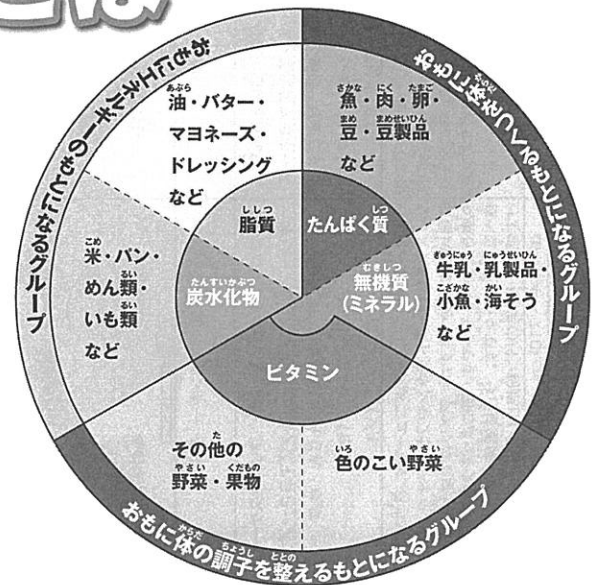 とは
おもにエネルギーのもとになるグループ
おもに体をつくるもとになるグループ
おもに体の調子を整えるもとになるグループ
油・バター・
マヨネーズ・
ドレッシング
など
魚・肉・卵・
豆・豆製品
など
脂質
たんぱく質
米・パン・
めん類・
いも類
など
炭水化物
無機質
(ミネラル)
牛乳・乳製品・
小魚・海そう
など
ビタミン
その他の
野菜・果物
色のこい野菜